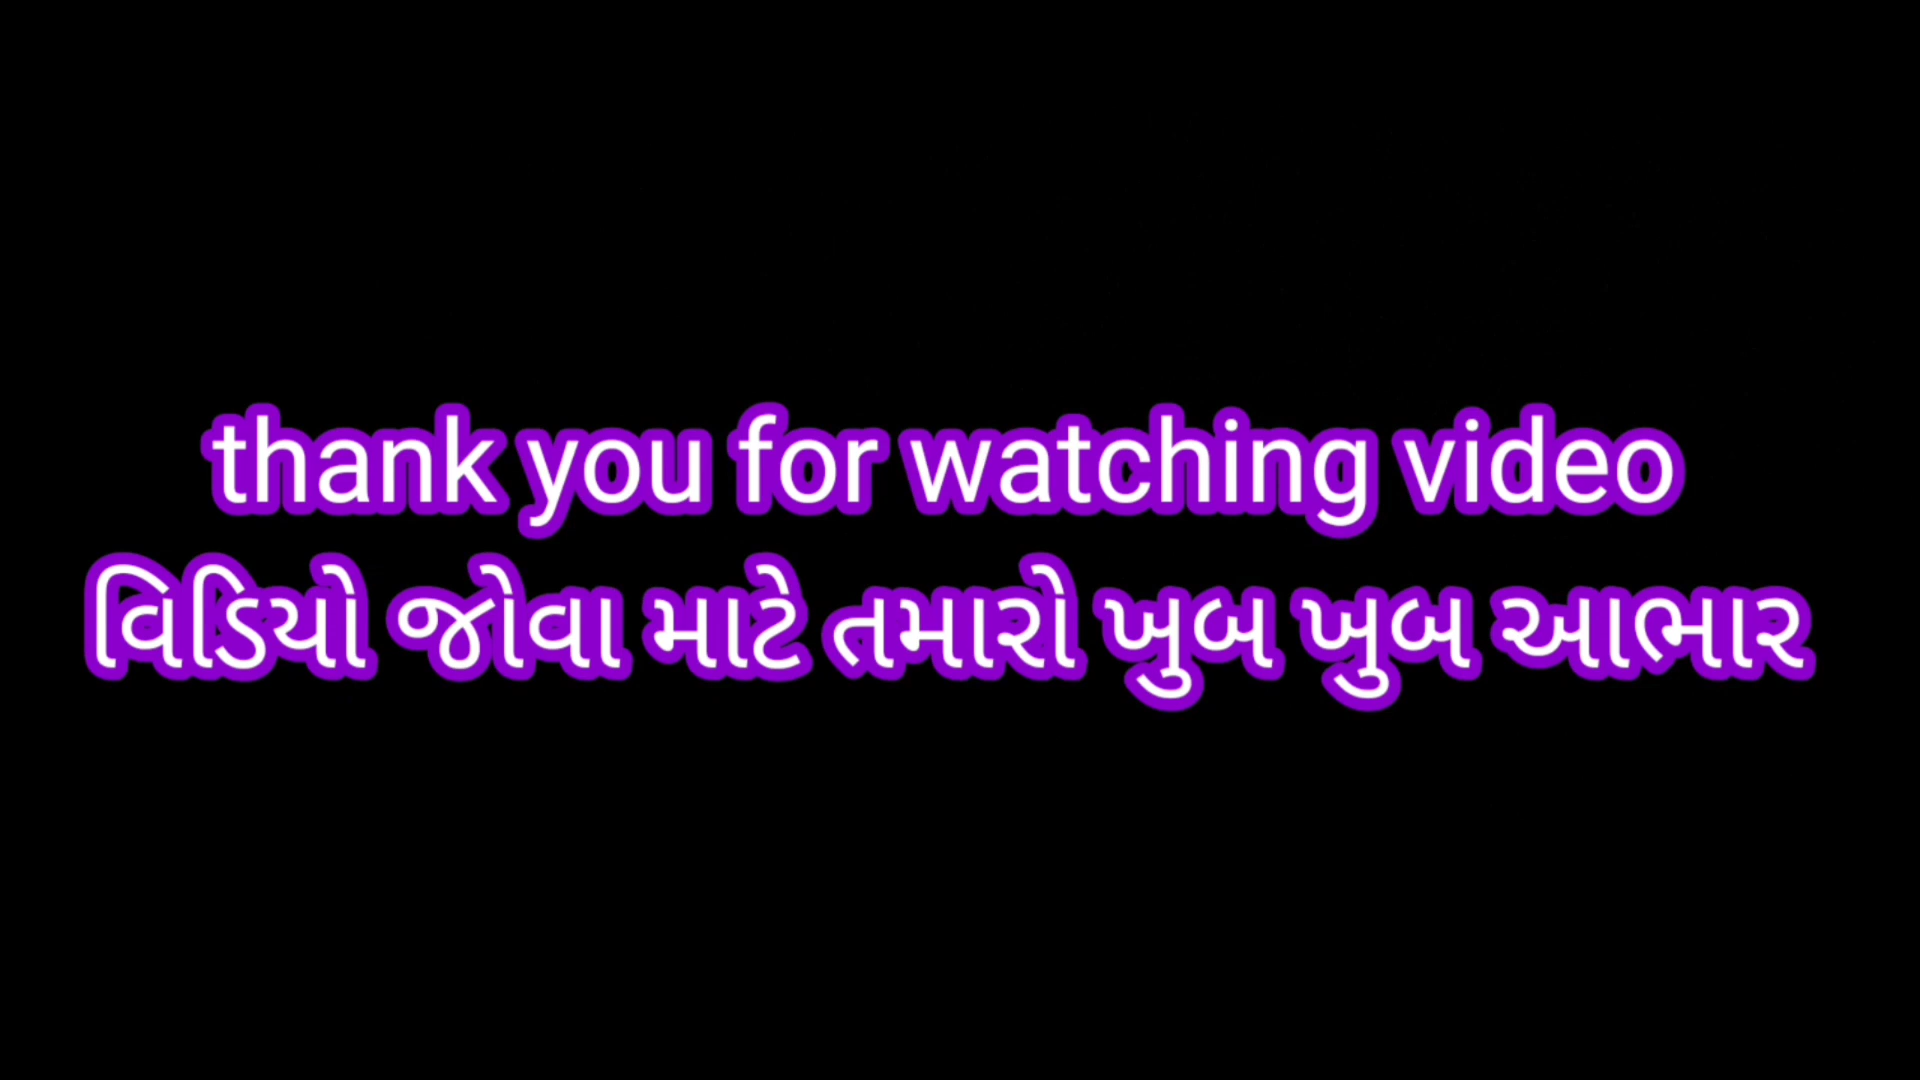 thank you for watching video
વિડિયો જોવા માટે તમારો ખુબ ખુબ આભાર